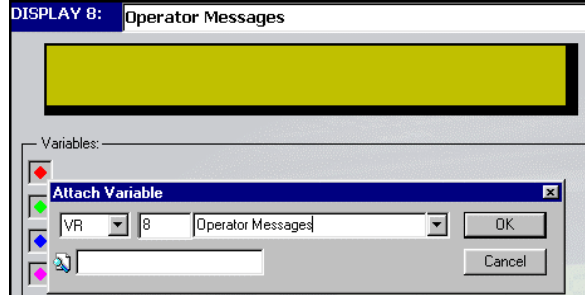 DISPLAY 8: Operator Messages
Variables:
Attach Variable
VR 8 Operator Messages OK
Cancel